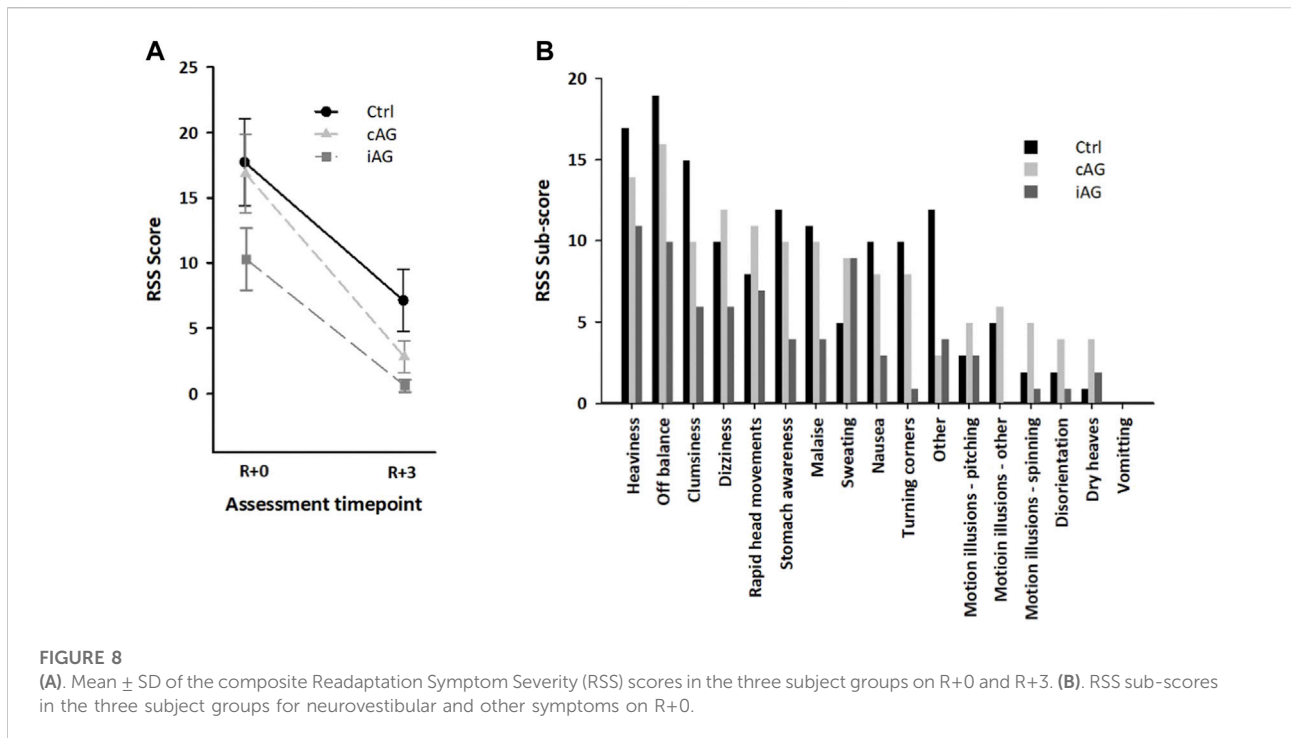 A
25
20
15
10
5
0
RSS Score
Ctrl
cAG
iAG
R+0 R+3
Assessment timepoint
B
20
15
10
5
0
RSS Sub-score
Ctrl
cAG
iAG
Heaviness
Off balance
Clumsiness
Dizziness
Rapid head movements
Stomach awareness
Malaise
Sweating
Nausea
Turning corners
Other
Motion illusions - pitching
Motioin illusions - other
Motion illusions - spinning
Disorientation
Dry heaves
Vomitting
FIGURE 8
(A). Mean ± SD of the composite Readaptation Symptom Severity (RSS) scores in the three subject groups on R+0 and R+3. (B). RSS sub-scores
in the three subject groups for neurovestibular and other symptoms on R+0.